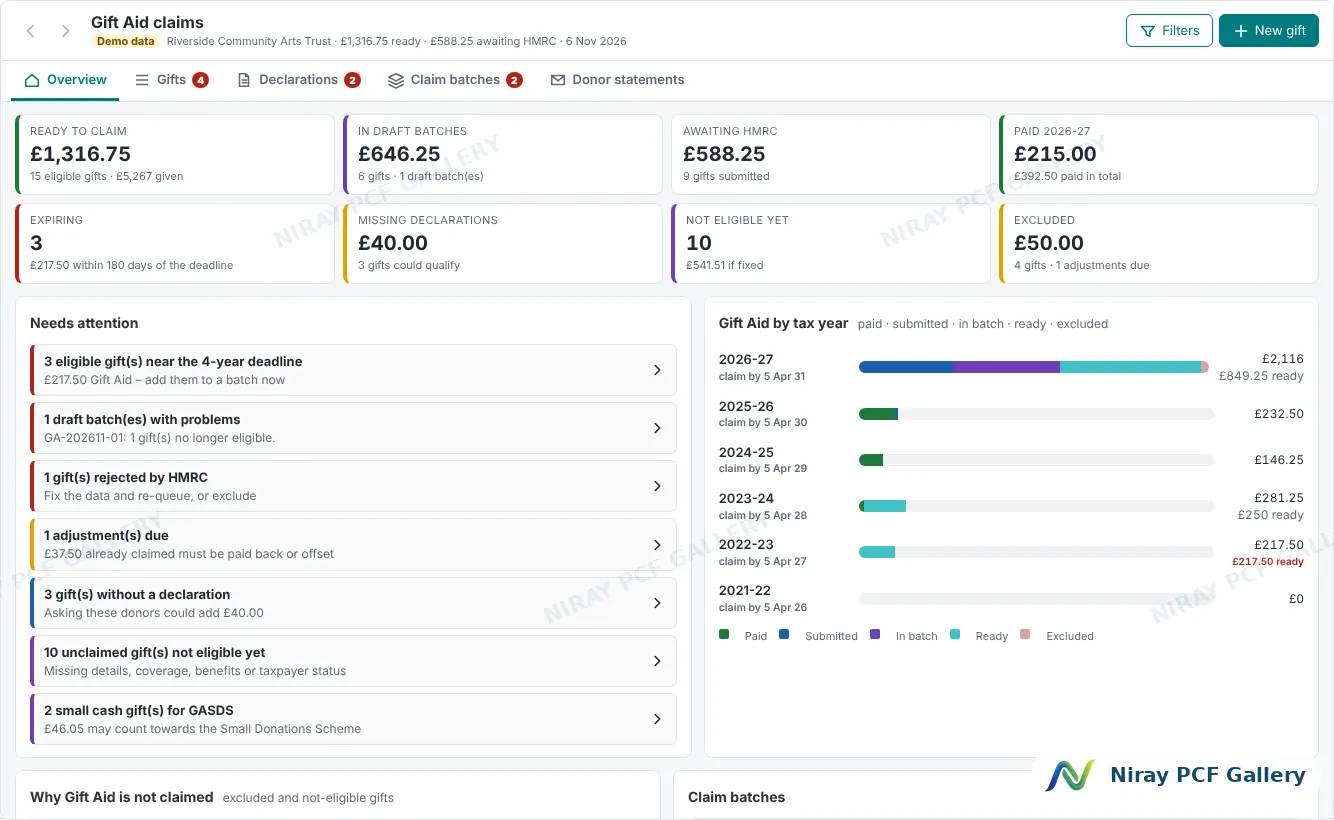 Gift Aid claims
Demo data Riverside Community Arts Trust · £1,316.75 ready · £588.25 awaiting HMRC · 6 Nov 2026
Filters
New gift
Overview
Gifts 4
Declarations 2
Claim batches 2
Donor statements
READY TO CLAIM
£1,316.75
15 eligible gifts · £5,267 given
IN DRAFT BATCHES
£646.25
6 gifts · 1 draft batch(es)
AWAITING HMRC
£588.25
9 gifts submitted
PAID 2026-27
£215.00
£392.50 paid in total
EXPIRING
3
£217.50 within 180 days of the deadline
MISSING DECLARATIONS
£40.00
3 gifts could qualify
NOT ELIGIBLE YET
10
£541.51 if fixed
EXCLUDED
£50.00
4 gifts · 1 adjustments due
Needs attention
3 eligible gift(s) near the 4-year deadline
£217.50 Gift Aid – add them to a batch now
1 draft batch(es) with problems
GA-202611-01: 1 gift(s) no longer eligible.
1 gift(s) rejected by HMRC
Fix the data and re-queue, or exclude
1 adjustment(s) due
£37.50 already claimed must be paid back or offset
3 gift(s) without a declaration
Asking these donors could add £40.00
10 unclaimed gift(s) not eligible yet
Missing details, coverage, benefits or taxpayer status
2 small cash gift(s) for GASDS
£46.05 may count towards the Small Donations Scheme
Gift Aid by tax year paid · submitted · in batch · ready · excluded
2026-27 £2,116
claim by 5 Apr 31 £849.25 ready
2025-26 £232.50
claim by 5 Apr 30
2024-25 £146.25
claim by 5 Apr 29
2023-24 £281.25
claim by 5 Apr 28 £250 ready
2022-23 £217.50
claim by 5 Apr 27 £217.50 ready
2021-22 £0
claim by 5 Apr 26
Paid Submitted In batch Ready Excluded
Why Gift Aid is not claimed excluded and not-eligible gifts
Claim batches
Niray PCF Gallery
NIRAY PCF GALLERY
NIRAY PCF GALLERY
PCF GALLERY
NIRAY PCF GALLERY
NIRAY PCF GALL